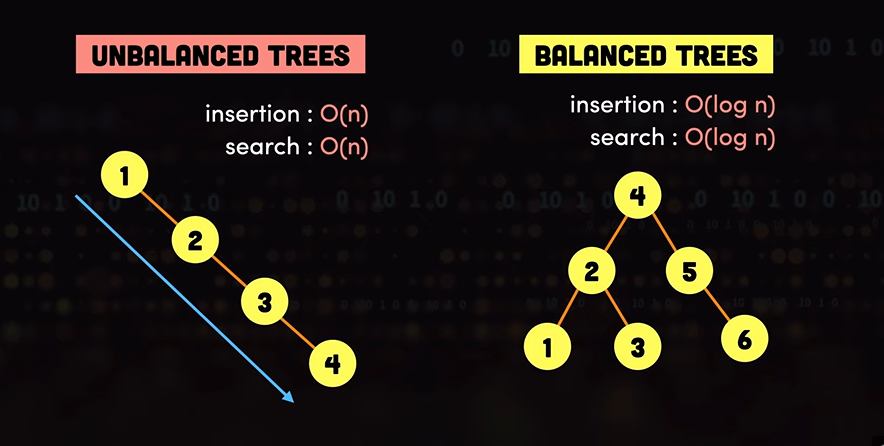 UNBALANCED TREES
insertion : O(n)
search : O(n)
1
2
3
4
BALANCED TREES
insertion : O(log n)
search : O(log n)
4
2 5
1 3 6